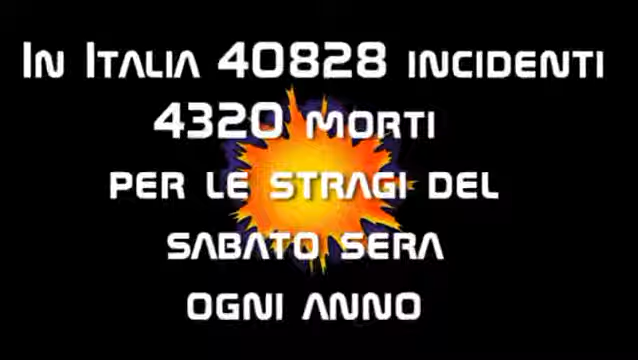 In Italia 40828 incidenti
4320 morti
per le stragi del
sabato sera
ogni anno